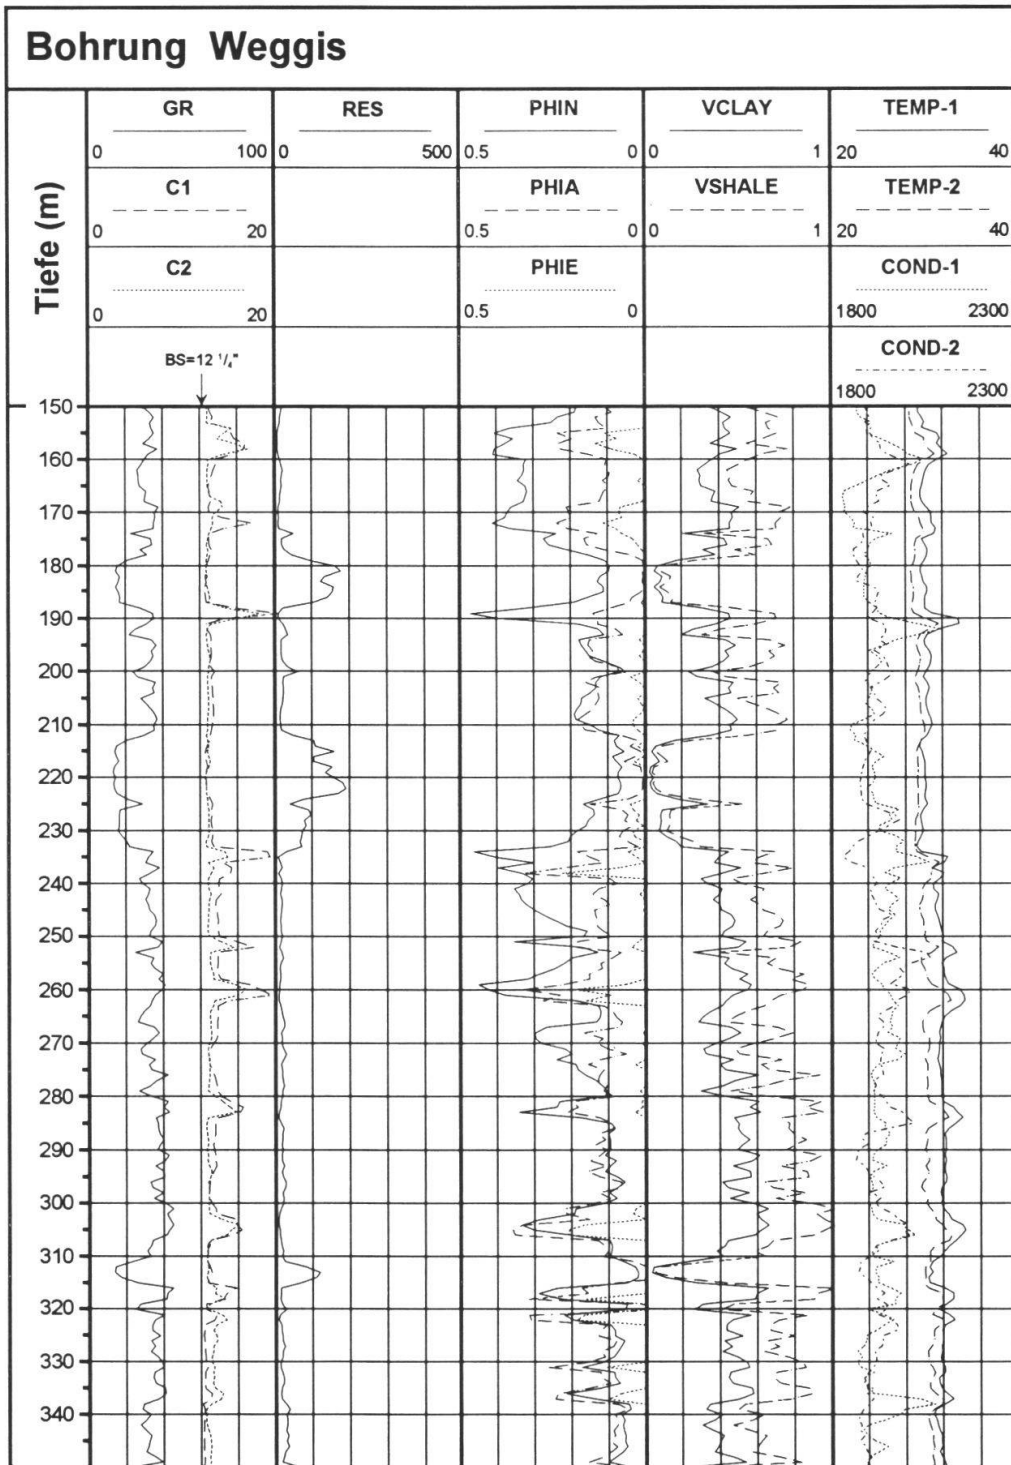 Bohrung Weggis
Tiefe (m)
GR RES PHIN VCLAY TEMP-1
0 100 0 500 0.5 0 0 1 20 40
C1 PHIA VSHALE TEMP-2
0 20 0.5 0 0 1 20 40
C2 PHIE COND-1
0 20 0.5 0 1800 2300
BS=12 1/4" COND-2
1800 2300
150
160
170
180
190
200
210
220
230
240
250
260
270
280
290
300
310
320
330
340